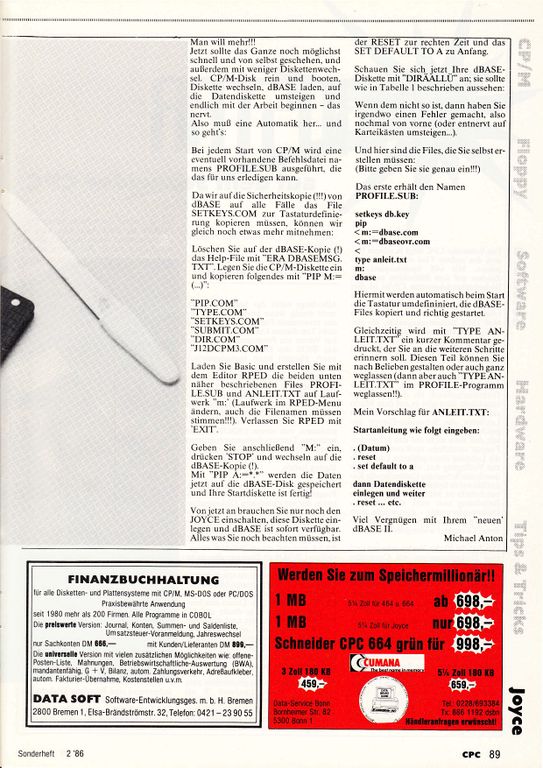 Man will mehr!!!
Jetzt sollte das Ganze noch möglichst
schnell und von selbst geschehen, und
außerdem mit weniger Diskettenwech-
sel. CP/M-Disk rein und booten,
Diskette wechseln, dBASE laden, auf
die Datendiskette umsteigen und
endlich mit der Arbeit beginnen – das
nervt.
Also muß eine Automatik her... und
so geht's:
Bei jedem Start von CP/M wird eine
eventuell vorhandene Befehlsdatei na-
mens PROFILE.SUB ausgeführt, die
das für uns erledigen kann.
Da wir auf die Sicherheitskopie (!!!) von
dBASE auf alle Fälle das File
SETKEYS.COM zur Tastaturdefinie-
rung kopieren müssen, können wir
gleich noch etwas mehr mitnehmen:
Löschen Sie auf der dBASE-Kopie (!)
das Help-File mit "ERA DBASEMSG.
TXT". Legen Sie die CP/M-Diskette ein
und kopieren folgendes mit "PIP M:=
(...)":
"PIP.COM"
"TYPE.COM"
"SETKEYS.COM"
"SUBMIT.COM"
"DIR.COM"
"J12DCPM3.COM"
Laden Sie Basic und erstellen Sie mit
dem Editor RPED die beiden unten
näher beschriebenen Files PROFI-
LE.SUB und ANLEIT.TXT auf Lauf-
werk "m:' (Laufwerk im RPED-Menu
ändern, auch die Filenamen müssen
stimmen!!!). Verlassen Sie RPED mit
'EXIT'.
Geben Sie anschließend "M:" ein,
drücken 'STOP' und wechseln auf die
dBASE-Kopie (!).
Mit "PIP A:=*.*" werden die Daten
jetzt auf die dBASE-Disk gespeichert
und Ihre Startdiskette ist fertig!
Von jetzt an brauchen Sie nur noch den
JOYCE einschalten, diese Diskette ein-
legen und dBASE ist sofort verfügbar.
Alles was Sie noch beachten müssen, ist
der RESET zur rechten Zeit und das
SET DEFAULT TO A zu Anfang.
Schauen Sie sich jetzt Ihre dBASE-
Diskette mit "DIRAALLÜ" an; sie sollte
wie in Tabelle 1 beschrieben aussehen:
Wenn dem nicht so ist, dann haben Sie
irgendwo einen Fehler gemacht, also
nochmal von vorne (oder entnervt auf
Karteikästen umsteigen...).
Und hier sind die Files, die Sie selbst er-
stellen müssen:
(Bitte geben Sie sie genau ein!!!)
Das erste erhält den Namen
PROFILE.SUB:
setkeys db.key
pip
<m:=dbase.com
<m:=dbaseovr.com
<
type anleit.txt
m:
dbase
Hiermit werden automatisch beim Start
die Tastatur umdefininiert, die dBASE-
Files kopiert und richtig gestartet.
Gleichzeitig wird mit "TYPE AN-
LEIT.TXT" ein kurzer Kommentar ge-
druckt, der Sie an die weiteren Schritte
erinnern soll. Diesen Teil können Sie
nach Belieben gestalten oder auch ganz
weglassen (dann aber auch "TYPE AN-
LEIT.TXT" im PROFILE-Programm
weglassen!!).
Mein Vorschlag für ANLEIT.TXT:
Startanleitung wie folgt eingeben:
. (Datum)
. reset
. set default to a
dann Datendiskette
einlegen und weiter
. reset ... etc.
Viel Vergnügen mit Ihrem "neuen'
dBASE II.
Michael Anton
CP/M
Floppy
Software
Hardware
Tips & Tricks
Joyce
FINANZBUCHHALTUNG
für alle Disketten- und Plattensysteme mit CP/M, MS-DOS oder PC/DOS
Praxisbewährte Anwendung
seit 1980 mehr als 200 Firmen. Alle Programme in COBOL
Die preiswerte Version: Journal, Konten, Summen- und Saldenliste,
Umsatzsteuer-Voranmeldung, Jahreswechsel
nur Sachkonten DM 666,— mit Kunden/Lieferanten DM 899,—
Die universelle Version mit vielen zusätzlichen Möglichkeiten wie: offene-
Posten-Liste, Mahnungen, Betriebswirtschaftliche-Auswertung (BWA),
mandantenfähig, G + V, Bilanz, autom. Zahlungsverkehr, Adreßaufkleber,
autom. Fakturier-Übernahme, Kostenstellen u.v.m.
DATA SOFT Software-Entwicklungsges. m. b. H. Bremen
2800 Bremen 1, Elsa-Brändströmstr. 32, Telefon: 0421 – 23 90 55
Werden Sie zum Speichermillionär!!
1 MB 5¼ Zoll für 464 u. 664 ab 698,–
1 MB 5¼ Zoll für Joyce nur 698,–
Schneider CPC 664 grün für 998,–
CUMANA
The best name in memory
3 Zoll 180 KB
459,–
5¼ Zoll 180 KB
659,–
Data-Service Bonn
Bornheimer Str. 82
5300 Bonn 1
Tel.: 0228/693384
Tx: 886 1192 dsbn
Händleranfragen erwünscht!
Sonderheft 2 '86
CPC 89